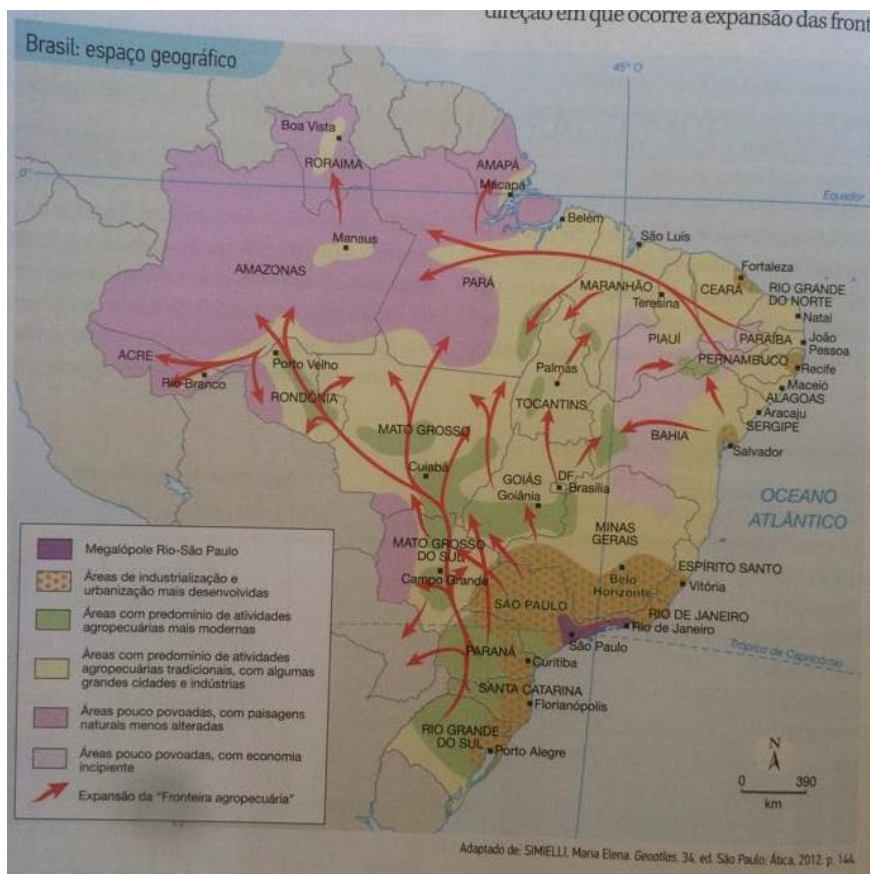 direção em que ocorre a expansão das front
Brasil: espaço geográfico
45° O
Boa Vista
RORAIMA
AMAPÁ
Macapá
0°
Equador
Belém
São Luís
Manaus
Fortaleza
AMAZONAS
PARÁ
MARANHÃO
CEARÁ
RIO GRANDE
DO NORTE
Teresina
Natal
PIAUÍ
PARAÍBA
João
Pessoa
ACRE
Porto Velho
PERNAMBUCO
Recife
Rio Branco
Palmas
Maceió
ALAGOAS
RONDÔNIA
TOCANTINS
Aracaju
SERGIPE
MATO GROSSO
BAHIA
Salvador
Cuiabá
GOIÁS
DF
Goiânia
Brasília
OCEANO
ATLÂNTICO
MINAS
GERAIS
MATO GROSSO
DO SUL
ESPÍRITO SANTO
Campo Grande
Belo
Horizonte
Vitória
SÃO PAULO
RIO DE JANEIRO
Rio de Janeiro
São Paulo
Trópico de Capricórnio
PARANÁ
Curitiba
SANTA CATARINA
Florianópolis
RIO GRANDE
DO SUL
Porto Alegre
N
0 390
km
Megalópole Rio-São Paulo
Áreas de industrialização e
urbanização mais desenvolvidas
Áreas com predomínio de atividades
agropecuárias mais modernas
Áreas com predomínio de atividades
agropecuárias tradicionais, com algumas
grandes cidades e indústrias
Áreas pouco povoadas, com paisagens
naturais menos alteradas
Áreas pouco povoadas, com economia
incipiente
Expansão da "Fronteira agropecuária"
Adaptado de: SIMIELLI, Maria Elena. Geoatlas. 34. ed. São Paulo: Ática, 2012. p. 144.